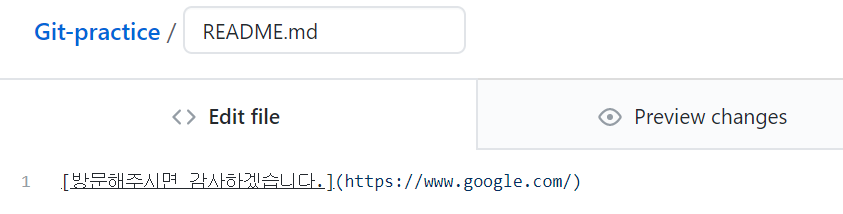 Git-practice / README.md
<> Edit file Preview changes
1 [방문해주시면 감사하겠습니다.](https://www.google.com/)